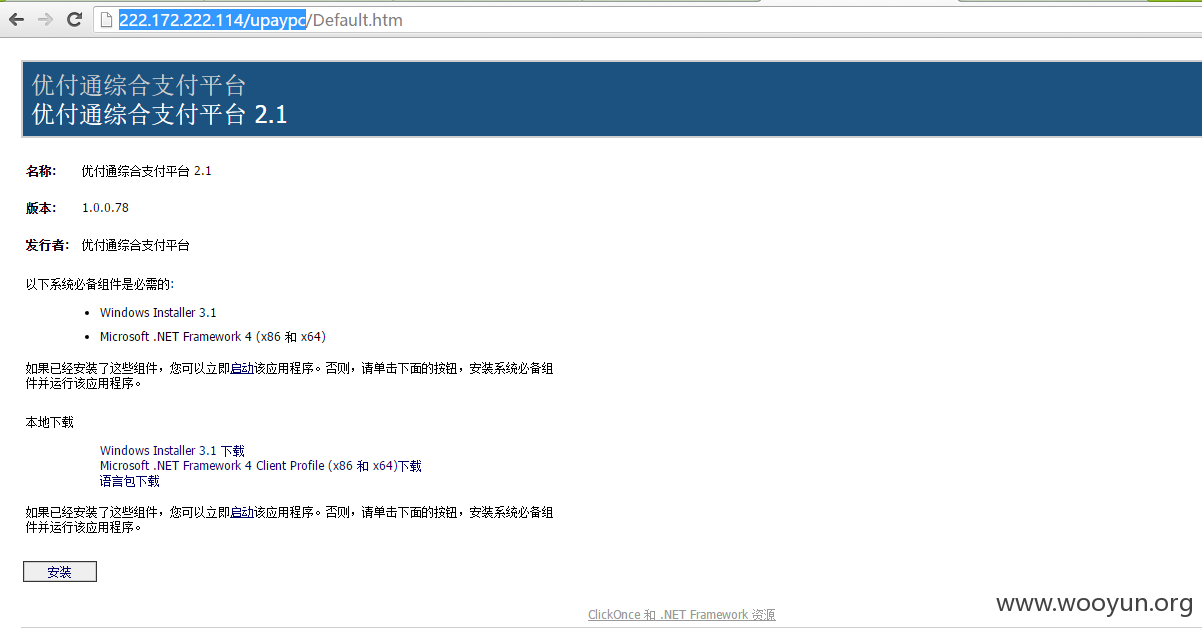 222.172.222.114/upaypc/Default.htm
优付通综合支付平台
优付通综合支付平台 2.1
名称: 优付通综合支付平台 2.1
版本: 1.0.0.78
发行者: 优付通综合支付平台
以下系统必备组件是必需的:
Windows Installer 3.1
Microsoft .NET Framework 4 (x86 和 x64)
如果已经安装了这些组件，您可以立即启动该应用程序。否则，请单击下面的按钮，安装系统必备组
件并运行该应用程序。
本地下载
Windows Installer 3.1 下载
Microsoft .NET Framework 4 Client Profile (x86 和 x64)下载
语言包下载
如果已经安装了这些组件，您可以立即启动该应用程序。否则，请单击下面的按钮，安装系统必备组
件并运行该应用程序。
安装
www.wooyun.org
ClickOnce 和 .NET Framework 资源